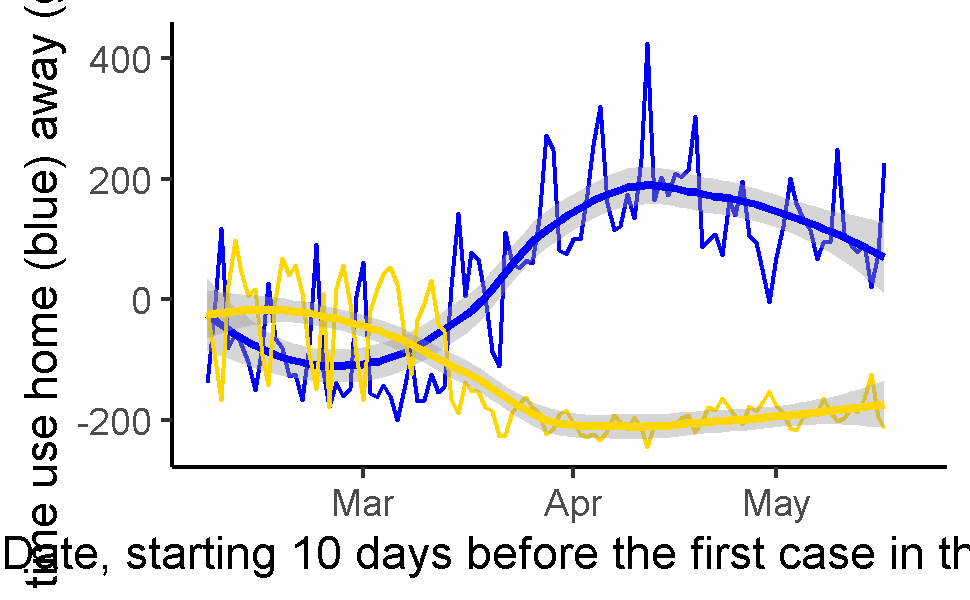 time use home (blue) away (
400
200
0
-200
Mar Apr May
Date, starting 10 days before the first case in th